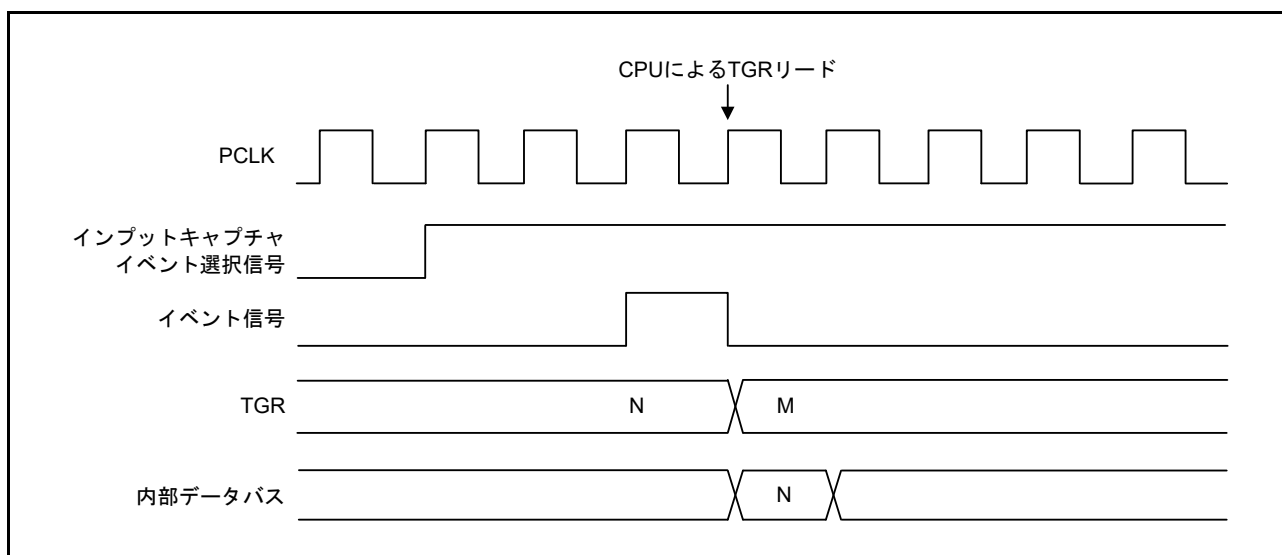 CPUによるTGRリード
PCLK
インプットキャプチャ
イベント選択信号
イベント信号
TGR
N
M
内部データバス
N